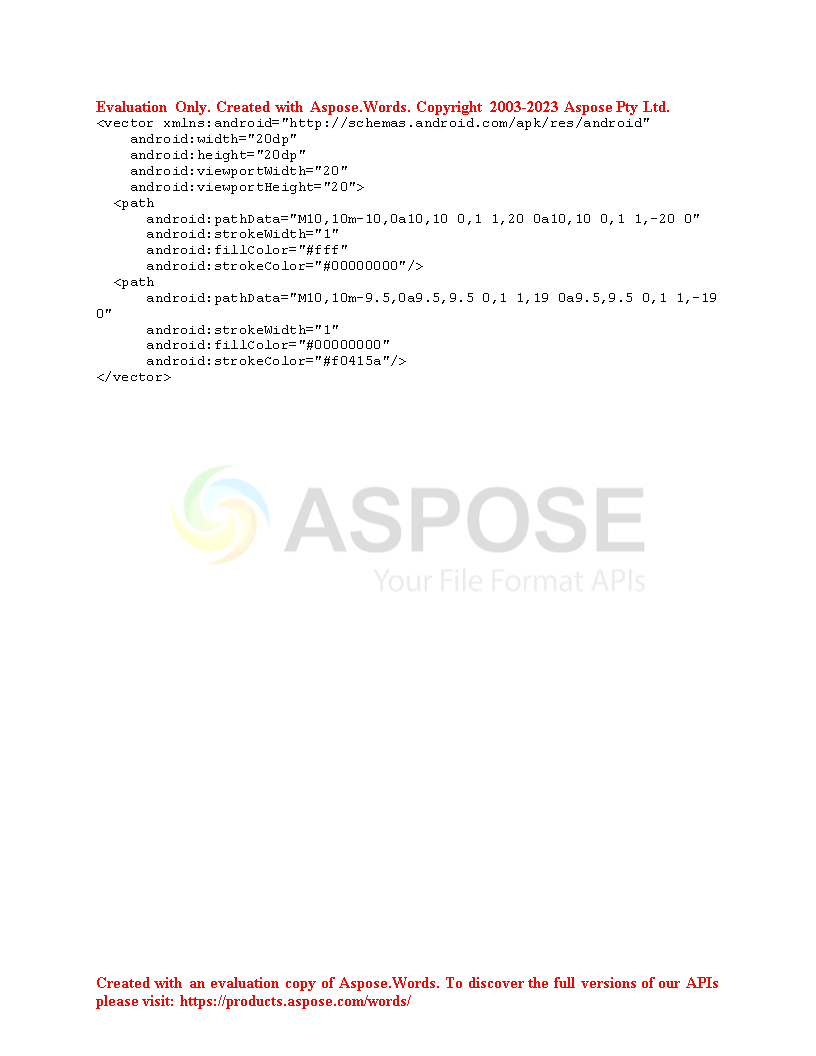 Evaluation Only. Created with Aspose.Words. Copyright 2003-2023 Aspose Pty Ltd.
<vector xmlns:android="http://schemas.android.com/apk/res/android"
    android:width="20dp"
    android:height="20dp"
    android:viewportWidth="20"
    android:viewportHeight="20">
  <path
      android:pathData="M10,10m-10,0a10,10 0,1 1,20 0a10,10 0,1 1,-20 0"
      android:strokeWidth="1"
      android:fillColor="#fff"
      android:strokeColor="#00000000"/>
  <path
      android:pathData="M10,10m-9.5,0a9.5,9.5 0,1 1,19 0a9.5,9.5 0,1 1,-19
0"
      android:strokeWidth="1"
      android:fillColor="#00000000"
      android:strokeColor="#f0415a"/>
</vector>
ASPOSE
Your File Format APIs
Created with an evaluation copy of Aspose.Words. To discover the full versions of our APIs
please visit: https://products.aspose.com/words/